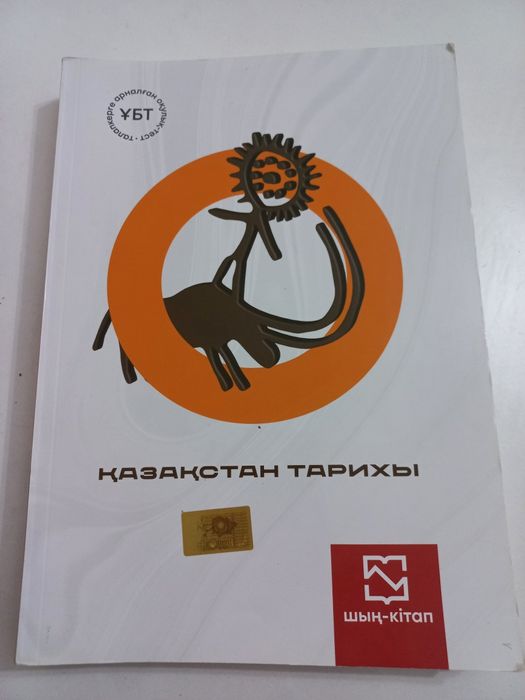 талапкерге арналған оқулық-тест •
ҰБТ
ҚАЗАҚСТАН ТАРИХЫ
шың-кітап